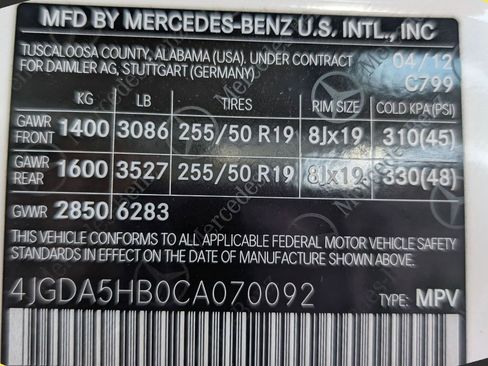 MFD BY MERCEDES-BENZ U.S. INTL., INC
TUSCALOOSA COUNTY, ALABAMA (USA). UNDER CONTRACT 04/12
FOR DAIMLER AG, STUTTGART (GERMANY) C799
KG LB TIRES RIM SIZE COLD KPA(PSI)
GAWR FRONT 1400 3086 255/50 R19 8Jx19 310(45)
GAWR REAR 1600 3527 255/50 R19 8Jx19 330(48)
GVWR 2850 6283
THIS VEHICLE CONFORMS TO ALL APPLICABLE FEDERAL MOTOR VEHICLE SAFETY
STANDARDS IN EFFECT ON THE DATE OF MANUFACTURE SHOWN ABOVE.
4JGDA5HB0CA070092 TYPE: MPV